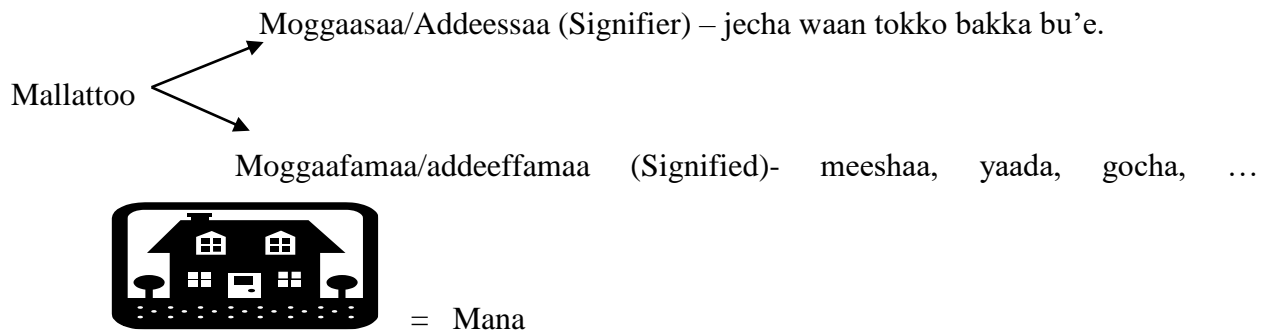 Moggaasaa/Addeessaa (Signifier) – jecha waan tokko bakka bu’e.
Mallattoo
Moggaafamaa/addeeffamaa (Signified)- meeshaa, yaada, gocha, …
= Mana